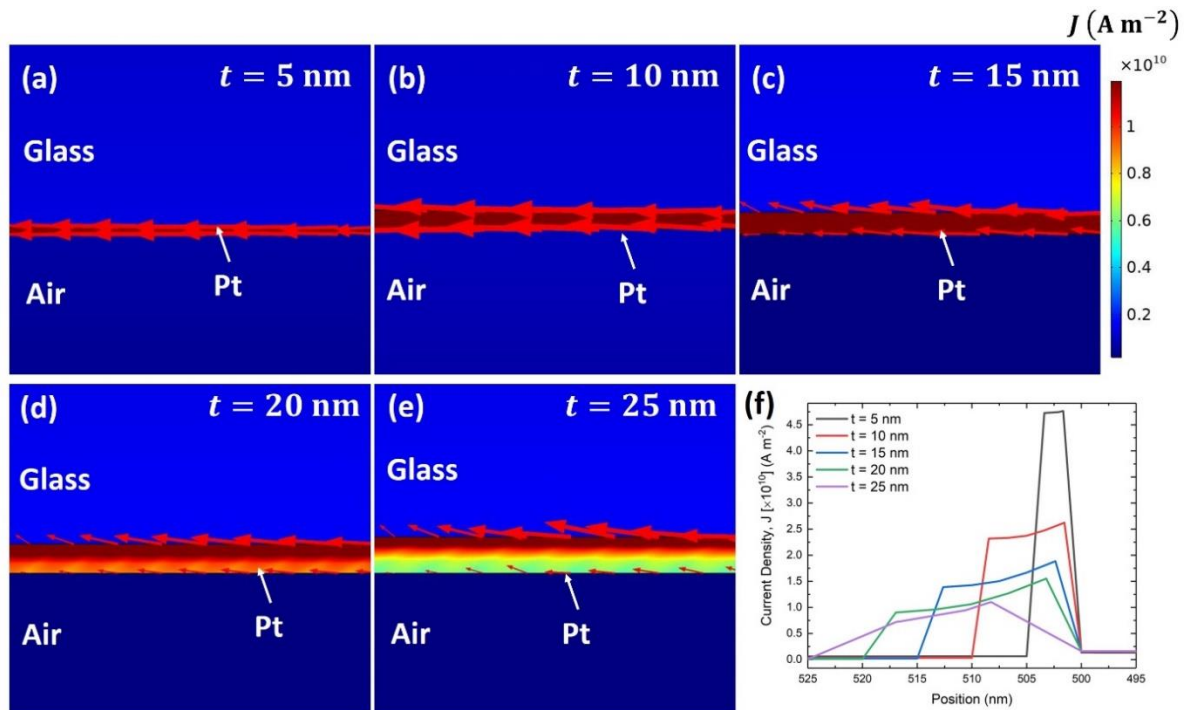 J (A m⁻²)
×10¹⁰
1
0.8
0.6
0.4
0.2
(a) t = 5 nm
Glass
Pt
Air
(b) t = 10 nm
Glass
Air
Pt
(c) t = 15 nm
Glass
Air
Pt
(d) t = 20 nm
Glass
Pt
Air
(e) t = 25 nm
Glass
Air
Pt
(f)
t = 5 nm
t = 10 nm
t = 15 nm
t = 20 nm
t = 25 nm
Current Density, J [×10¹⁰] (A m⁻²)
4.5
4.0
3.5
3.0
2.5
2.0
1.5
1.0
0.5
0.0
525 520 515 510 505 500 495
Position (nm)